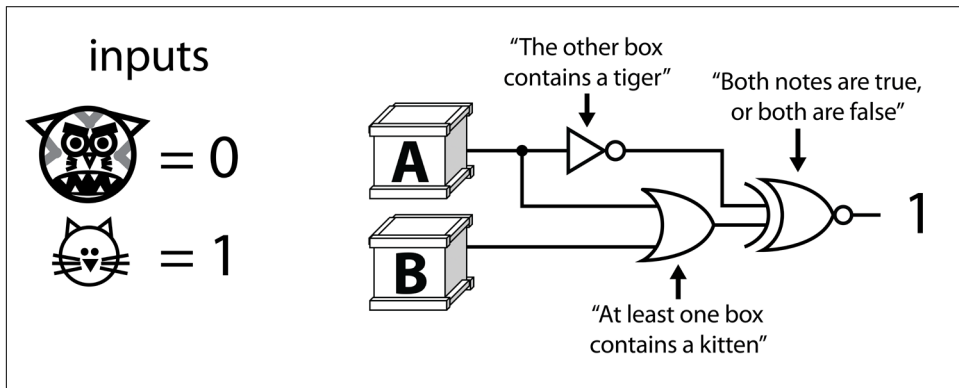 inputs
= 0
= 1
“The other box
contains a tiger”
“Both notes are true,
or both are false”
A
B
1
“At least one box
contains a kitten”